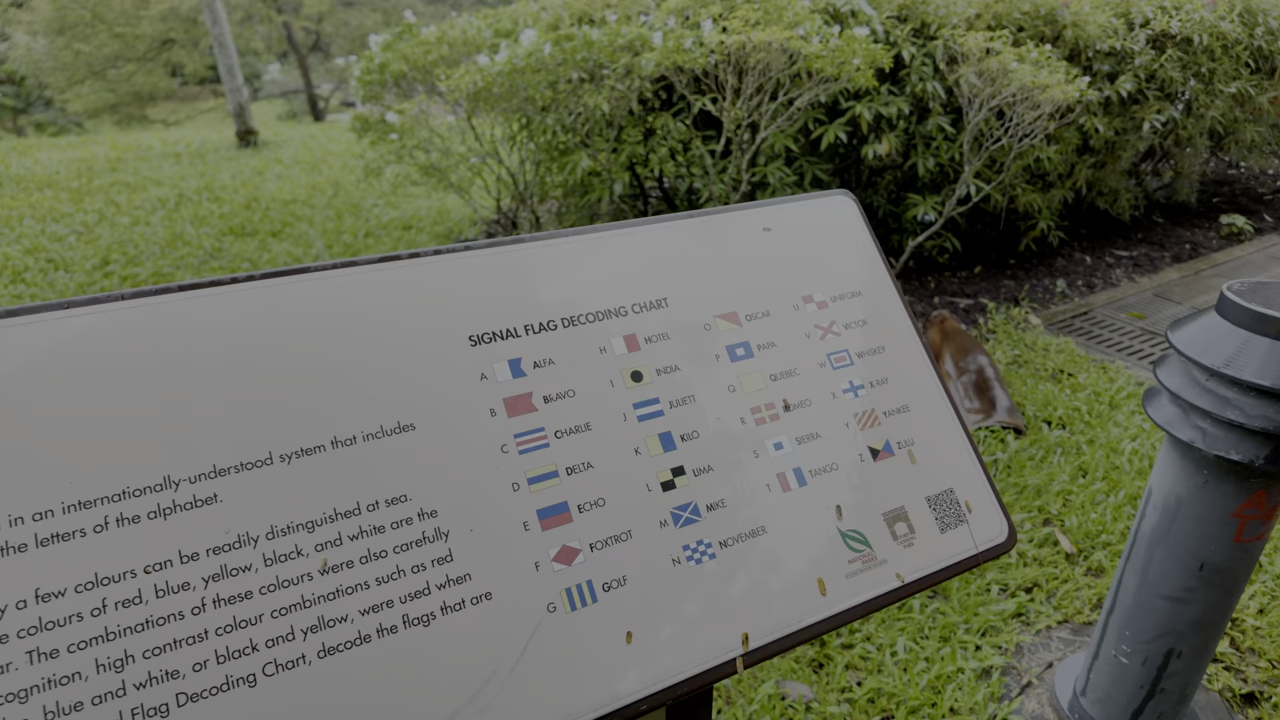 in an internationally-understood system that includes
the letters of the alphabet.
a few colours can be readily distinguished at sea.
colours of red, blue, yellow, black, and white are the
The combinations of these colours were also carefully
high contrast colour combinations such as red
blue and white, or black and yellow, were used when
Flag Decoding Chart, decode the flags that are
SIGNAL FLAG DECODING CHART
A ALFA
B BRAVO
C CHARLIE
D DELTA
E ECHO
F FOXTROT
G GOLF
H HOTEL
I INDIA
J JULIETT
K KILO
L LIMA
M MIKE
N NOVEMBER
O OSCAR
P PAPA
Q QUEBEC
R ROMEO
S SIERRA
T TANGO
U UNIFORM
V VICTOR
W WHISKEY
X X-RAY
Y YANKEE
Z ZULU
NATIONAL
PARKS